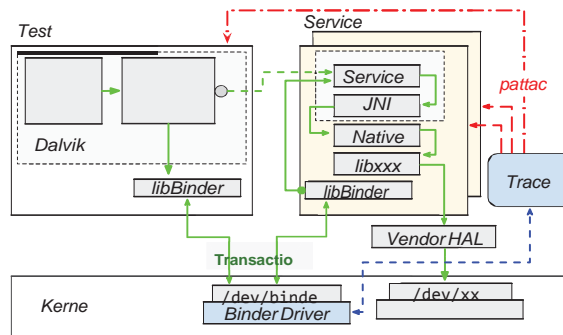 Test
Service
Service
pattac
JNI
Dalvik
Native
libxxx
Trace
libBinder
libBinder
Vendor HAL
Transactio
Kerne
/dev/binde
/dev/xx
Binder Driver